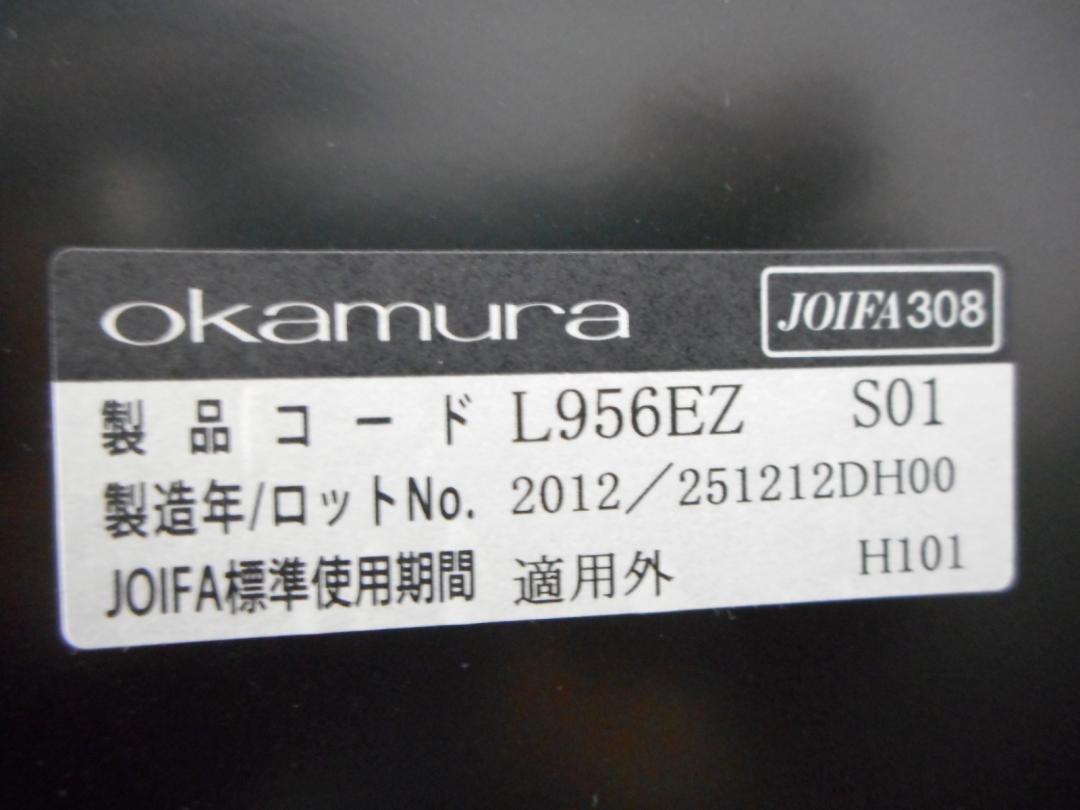 okamura JOIFA308
製品コード L956EZ S01
製造年/ロットNo. 2012/251212DH00
JOIFA標準使用期間 適用外 H101